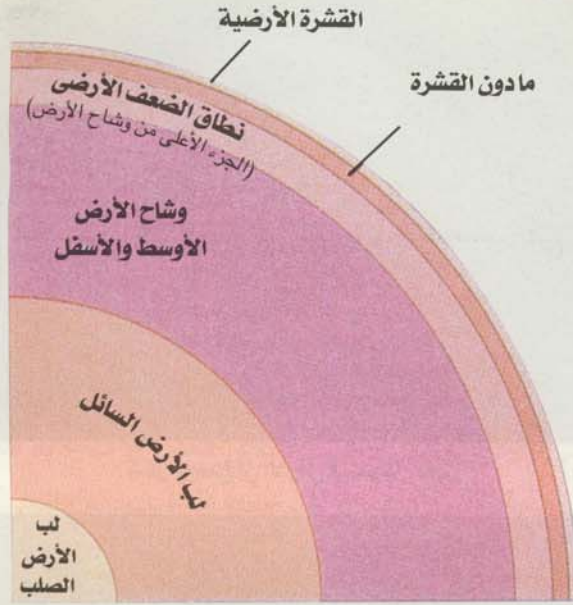 القشرة الأرضية
مادون القشرة
نطاق الضعف الأرضى
(الجزء الأعلى من وشاح الأرض)
وشاح الأرض
الأوسط والأسفل
لب الأرض السائل
لب
الأرض
الصلب